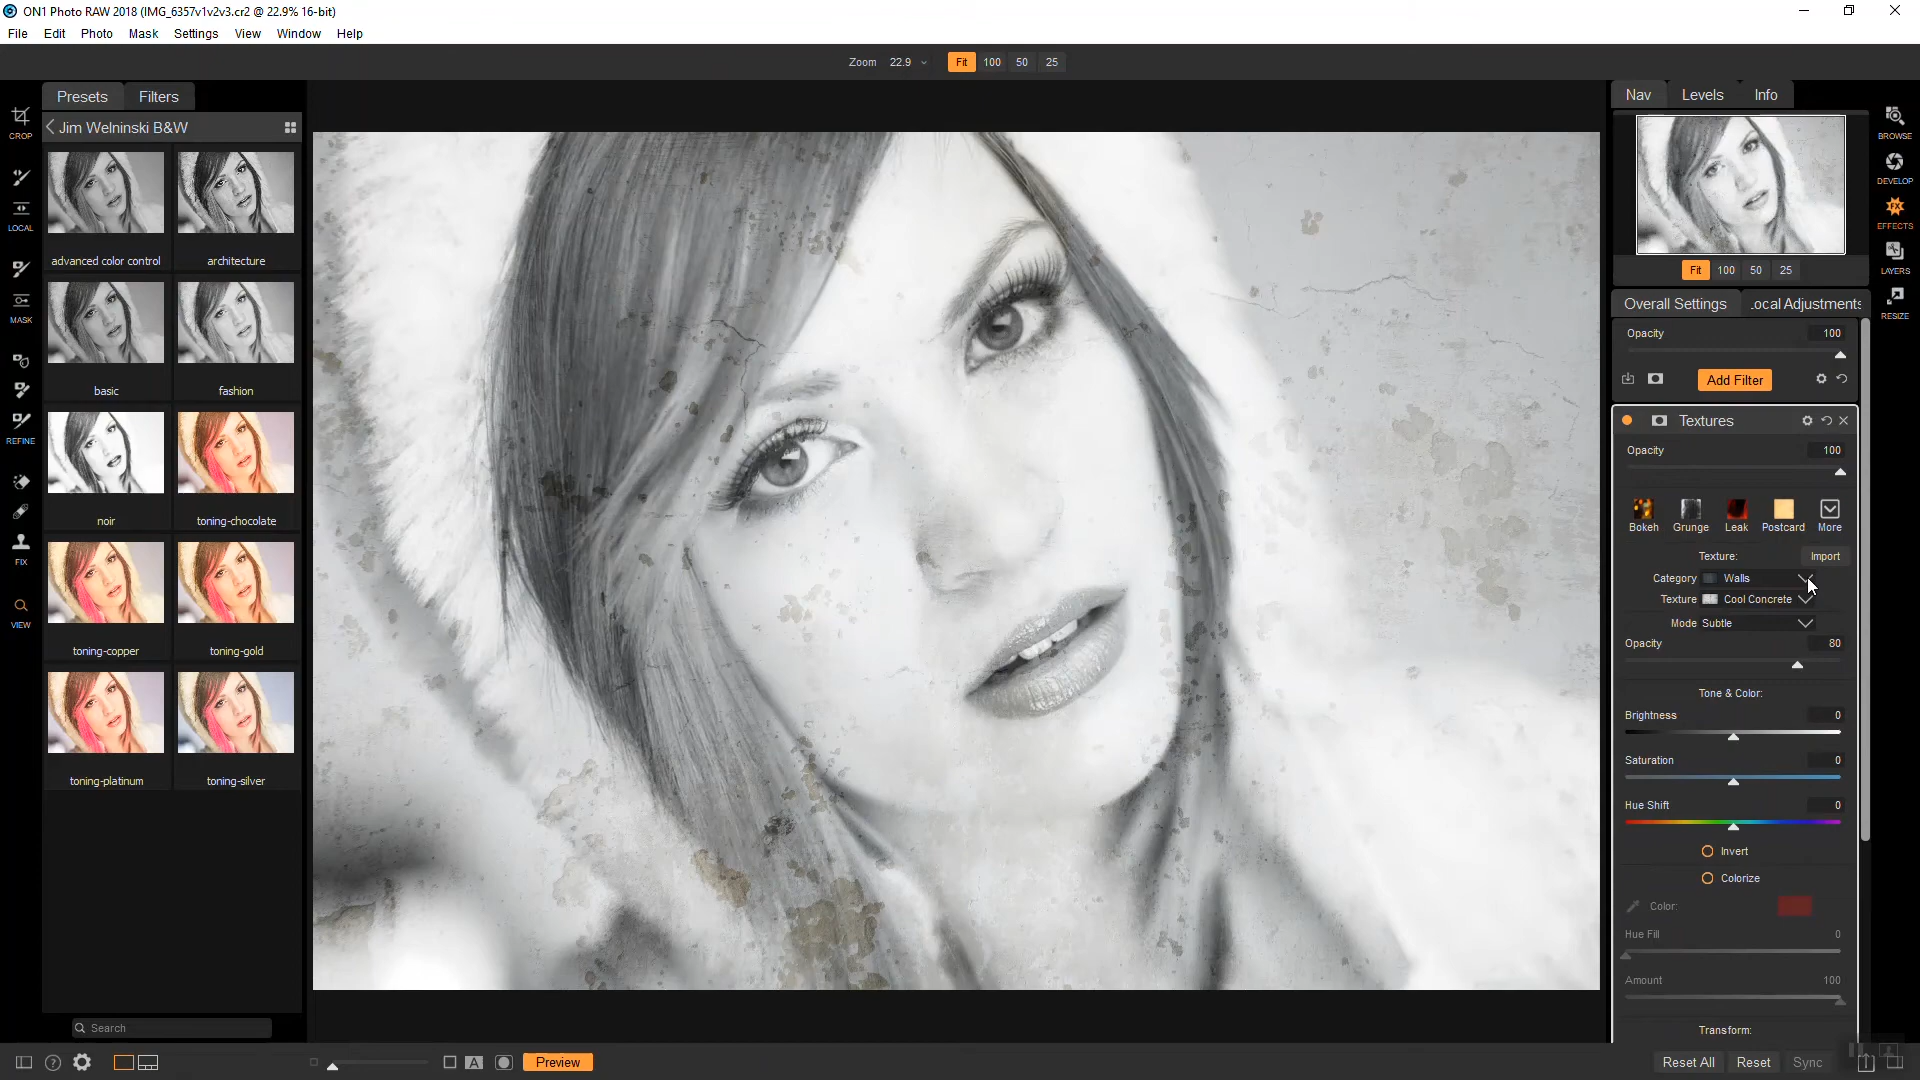 ON1 Photo RAW 2018 (IMG_6357v1v2v3.cr2 @ 22.9% 16-bit)
File Edit Photo Mask Settings View Window Help
Zoom 22.9 Fit 100 50 25
Presets Filters
Jim Welninski B&W
advanced color control architecture
basic fashion
noir toning-chocolate
toning-copper toning-gold
toning-platinum toning-silver
Search
CROP
LOCAL
MASK
REFINE
FIX
VIEW
Nav Levels Info
Fit 100 50 25
Overall Settings ocal Adjustments
Opacity 100
Add Filter
Textures
Opacity 100
Bokeh Grunge Leak Postcard More
Texture: Import
Category Walls
Texture Cool Concrete
Mode Subtle
Opacity 80
Tone & Color:
Brightness 0
Saturation 0
Hue Shift 0
Invert
Colorize
Color:
Hue Fill 0
Amount 100
Transform:
BROWSE
DEVELOP
FX
EFFECTS
LAYERS
RESIZE
? A Preview
Reset All Reset Sync